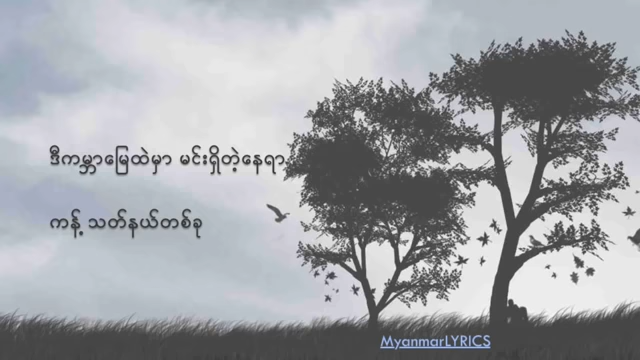 ဒီကမ္ဘာမြေထဲမှာ မင်းရှိတဲ့နေရာ
ကန့် သတ်နယ်တစ်ခု
MyanmarLYRICS